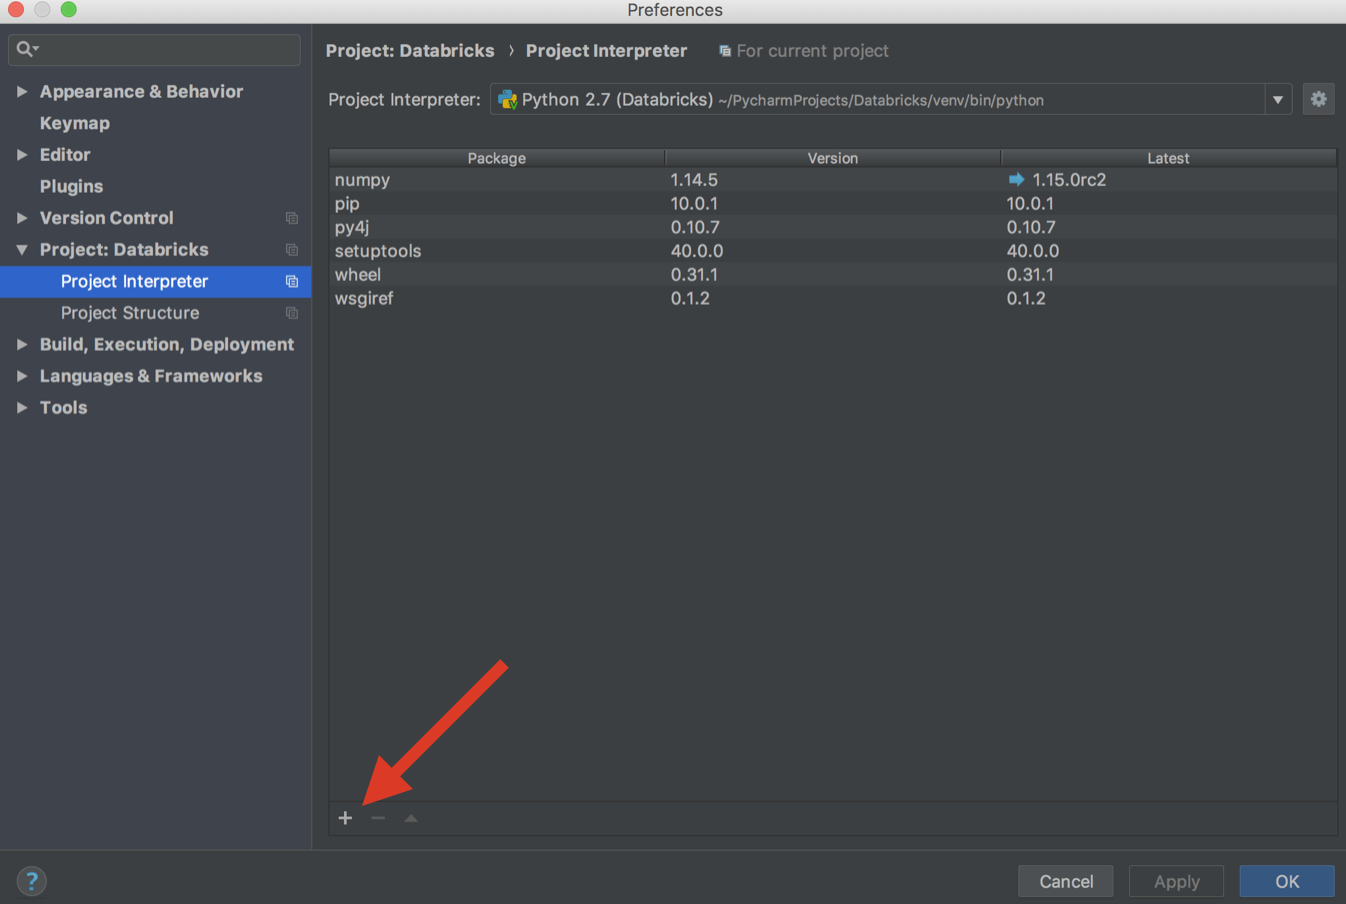 Preferences
Project: Databricks › Project Interpreter For current project
Appearance & Behavior
Keymap
Editor
Plugins
Version Control
Project: Databricks
Project Interpreter
Project Structure
Build, Execution, Deployment
Languages & Frameworks
Tools
Project Interpreter: Python 2.7 (Databricks) ~/PycharmProjects/Databricks/venv/bin/python
Package Version Latest
numpy 1.14.5 1.15.0rc2
pip 10.0.1 10.0.1
py4j 0.10.7 0.10.7
setuptools 40.0.0 40.0.0
wheel 0.31.1 0.31.1
wsgiref 0.1.2 0.1.2
+ −
? Cancel Apply OK